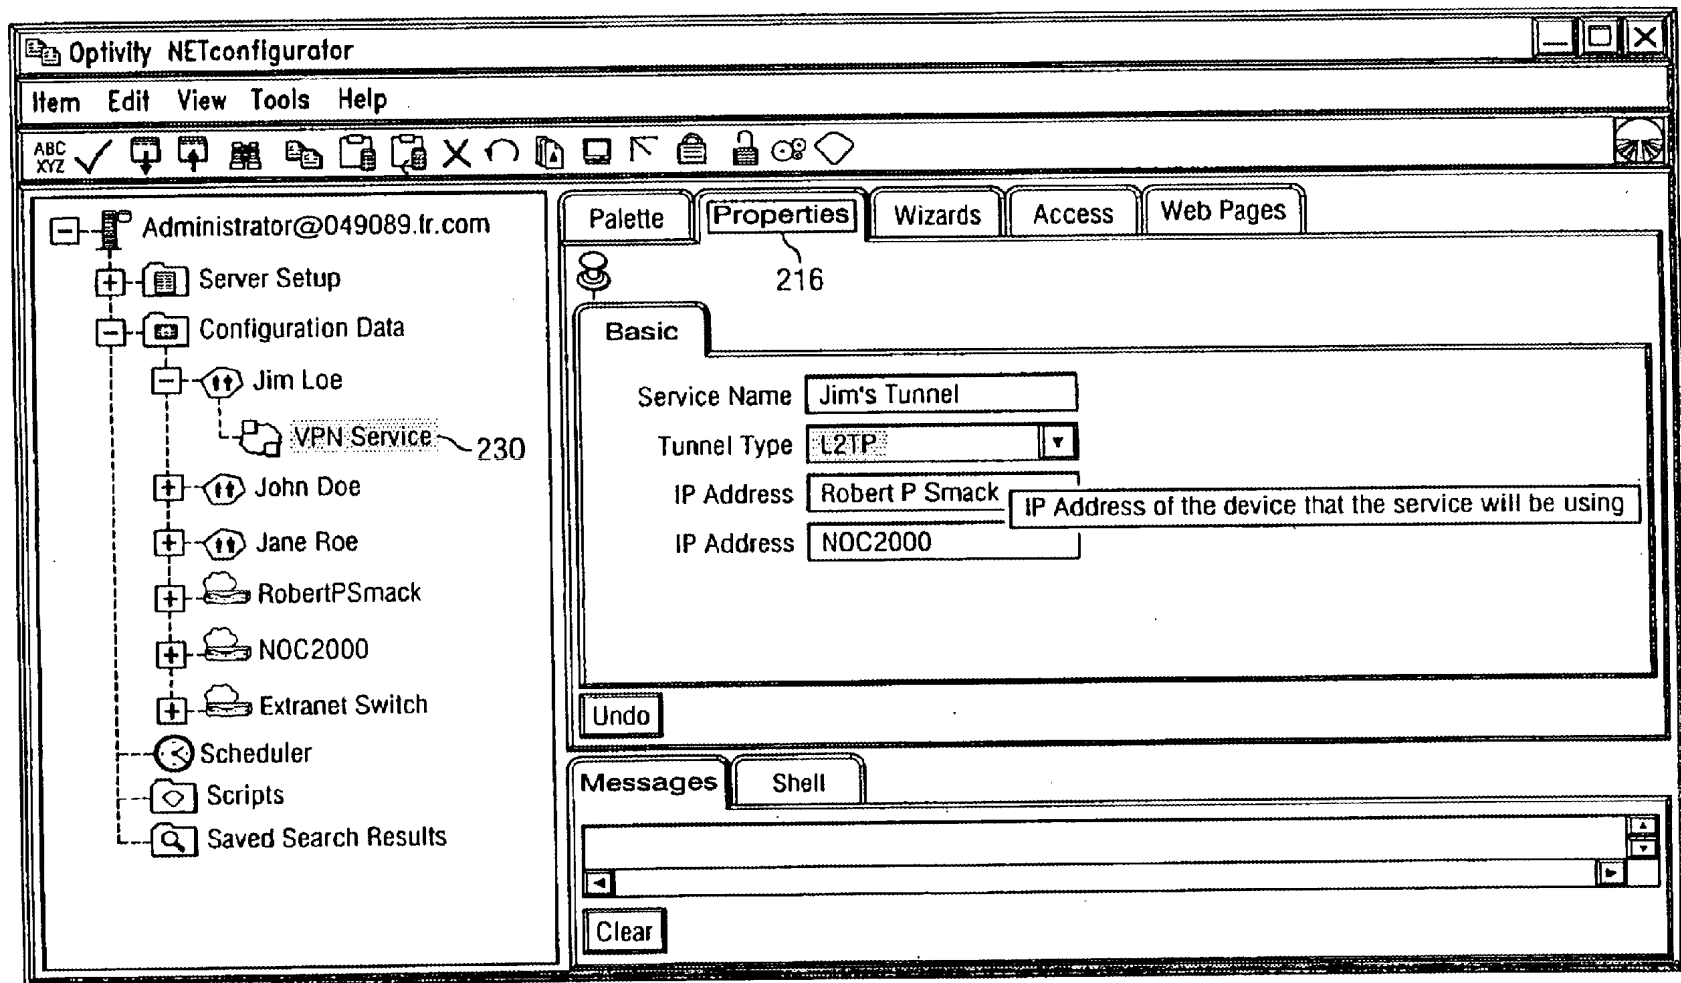 Optivity NETconfigurator
Item Edit View Tools Help
ABC
XYZ
Administrator@049089.fr.com
Server Setup
Configuration Data
Jim Loe
VPN Service 230
John Doe
Jane Roe
RobertPSmack
NOC2000
Extranet Switch
Scheduler
Scripts
Saved Search Results
Palette Properties Wizards Access Web Pages
216
Basic
Service Name Jim's Tunnel
Tunnel Type L2TP
IP Address Robert P Smack
IP Address of the device that the service will be using
IP Address NOC2000
Undo
Messages Shell
Clear